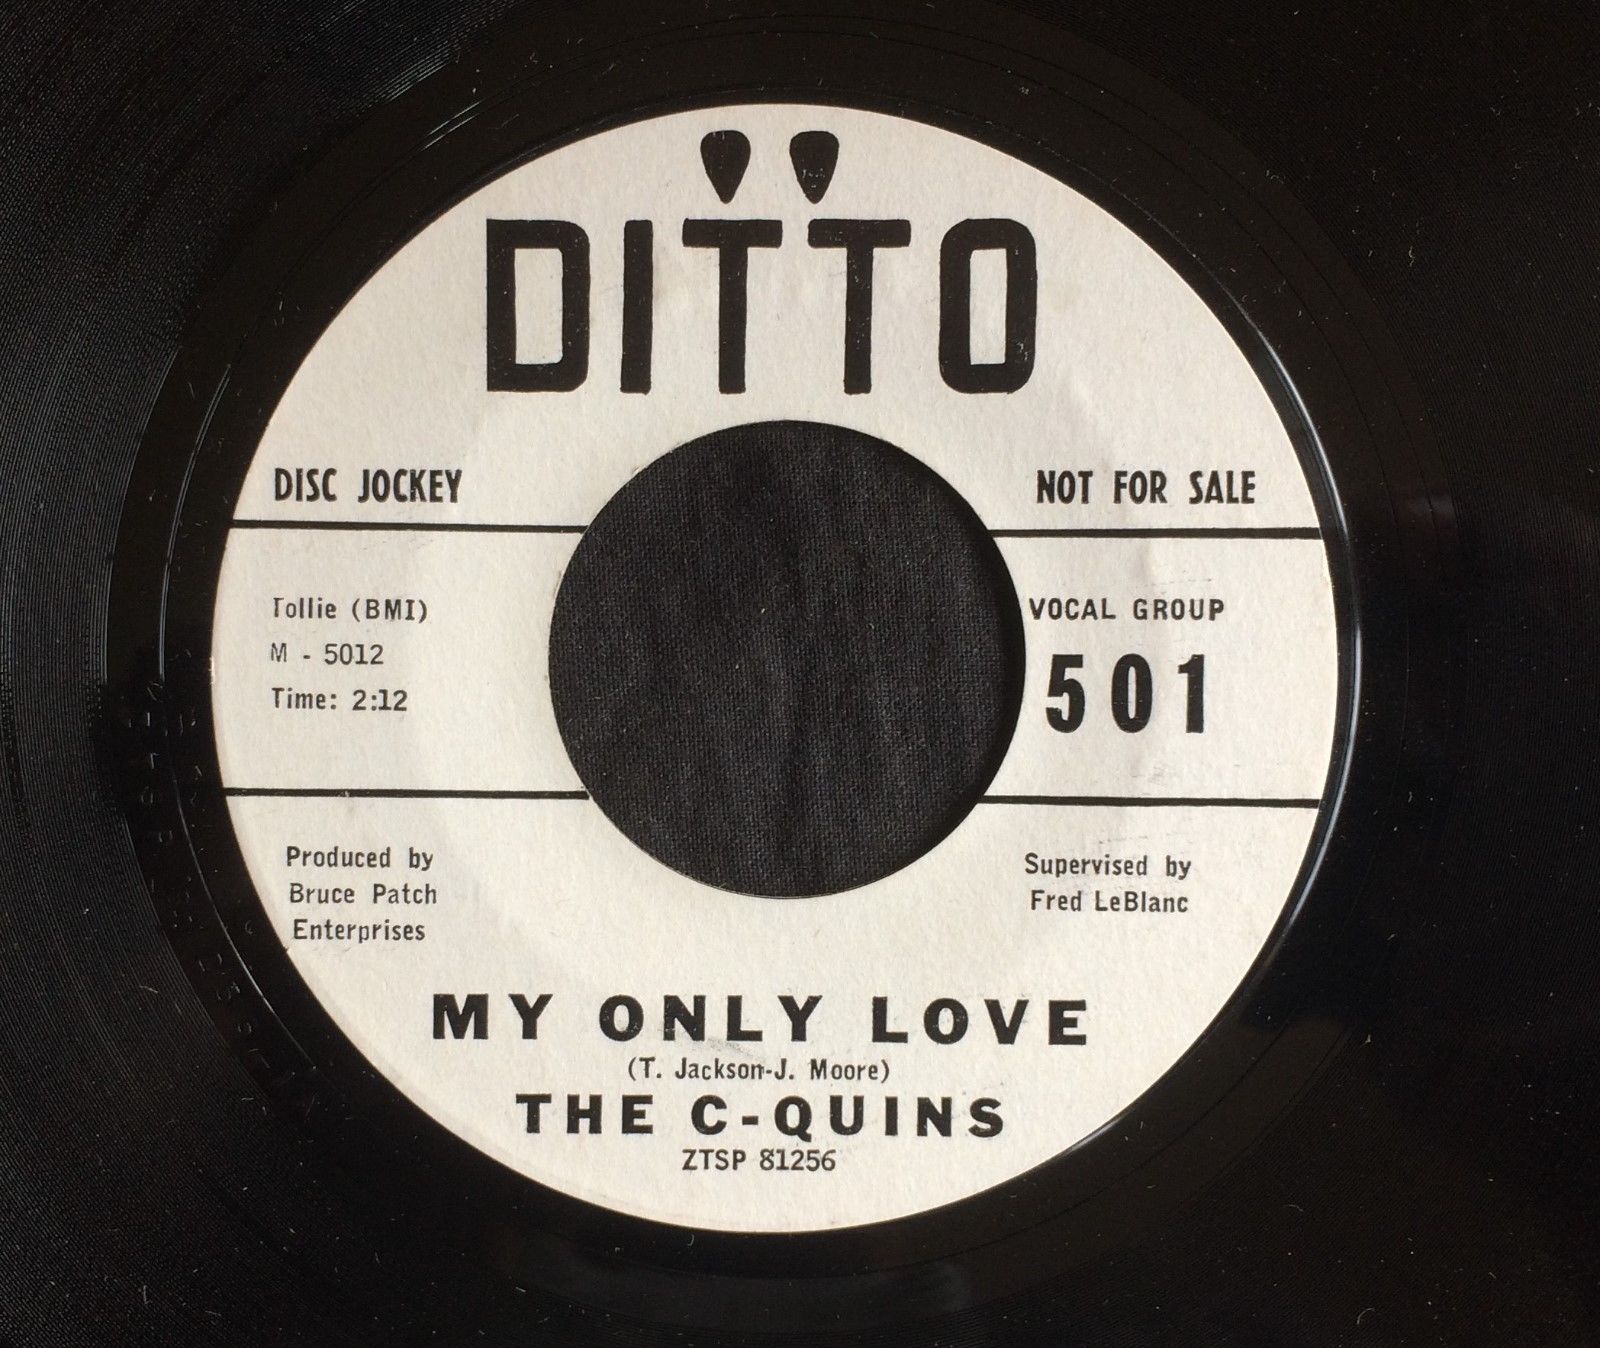 DITTO
DISC JOCKEY
NOT FOR SALE
Tollie (BMI)
M - 5012
Time: 2:12
VOCAL GROUP
501
Produced by
Bruce Patch
Enterprises
Supervised by
Fred LeBlanc
MY ONLY LOVE
(T. Jackson-J. Moore)
THE C-QUINS
ZTSP 81256